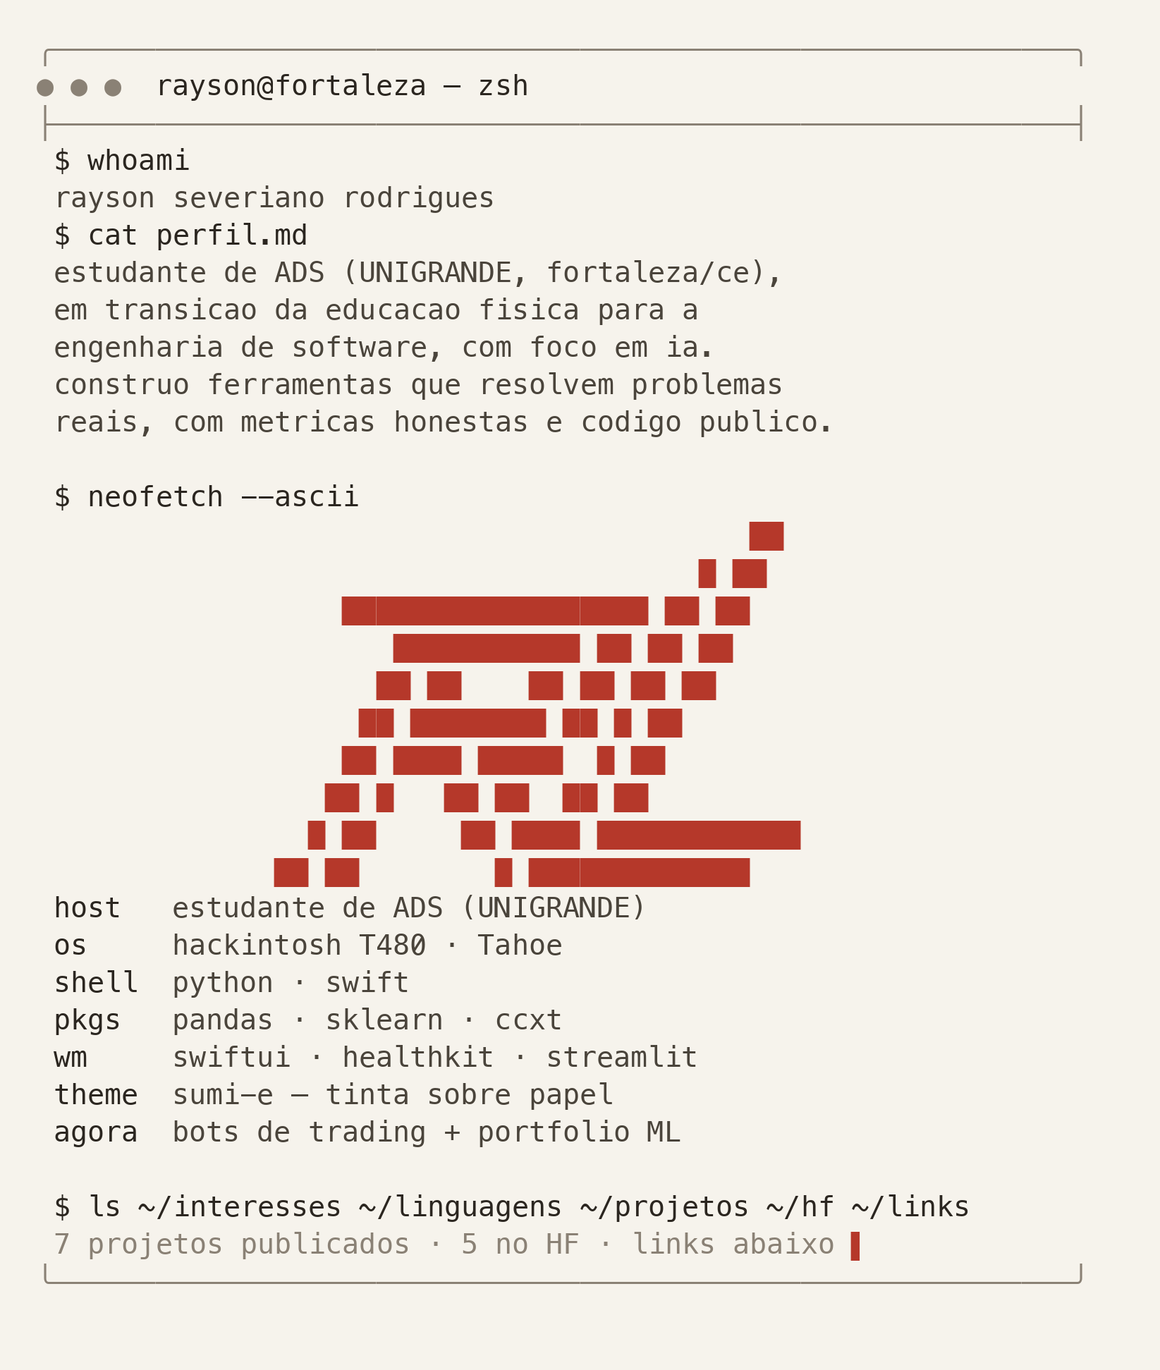 rayson@fortaleza — zsh
$ whoami
rayson severiano rodrigues
$ cat perfil.md
estudante de ADS (UNIGRANDE, fortaleza/ce),
em transicao da educacao fisica para a
engenharia de software, com foco em ia.
construo ferramentas que resolvem problemas
reais, com metricas honestas e codigo publico.
$ neofetch --ascii
host estudante de ADS (UNIGRANDE)
os hackintosh T480 · Tahoe
shell python · swift
pkgs pandas · sklearn · ccxt
wm swiftui · healthkit · streamlit
theme sumi-e — tinta sobre papel
agora bots de trading + portfolio ML
$ ls ~/interesses ~/linguagens ~/projetos ~/hf ~/links
7 projetos publicados · 5 no HF · links abaixo